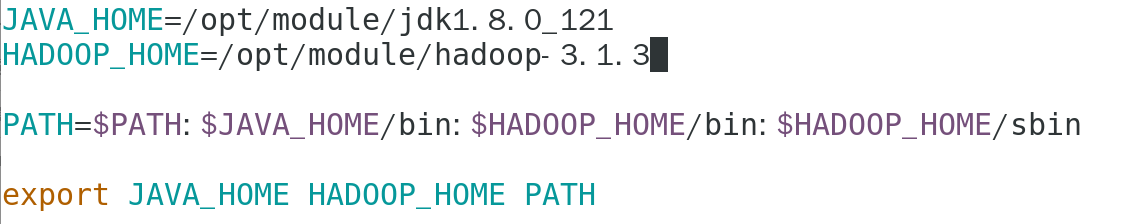 JAVA_HOME=/opt/module/jdk1.8.0_121
HADOOP_HOME=/opt/module/hadoop-3.1.3
PATH=$PATH:$JAVA_HOME/bin:$HADOOP_HOME/bin:$HADOOP_HOME/sbin
export JAVA_HOME HADOOP_HOME PATH